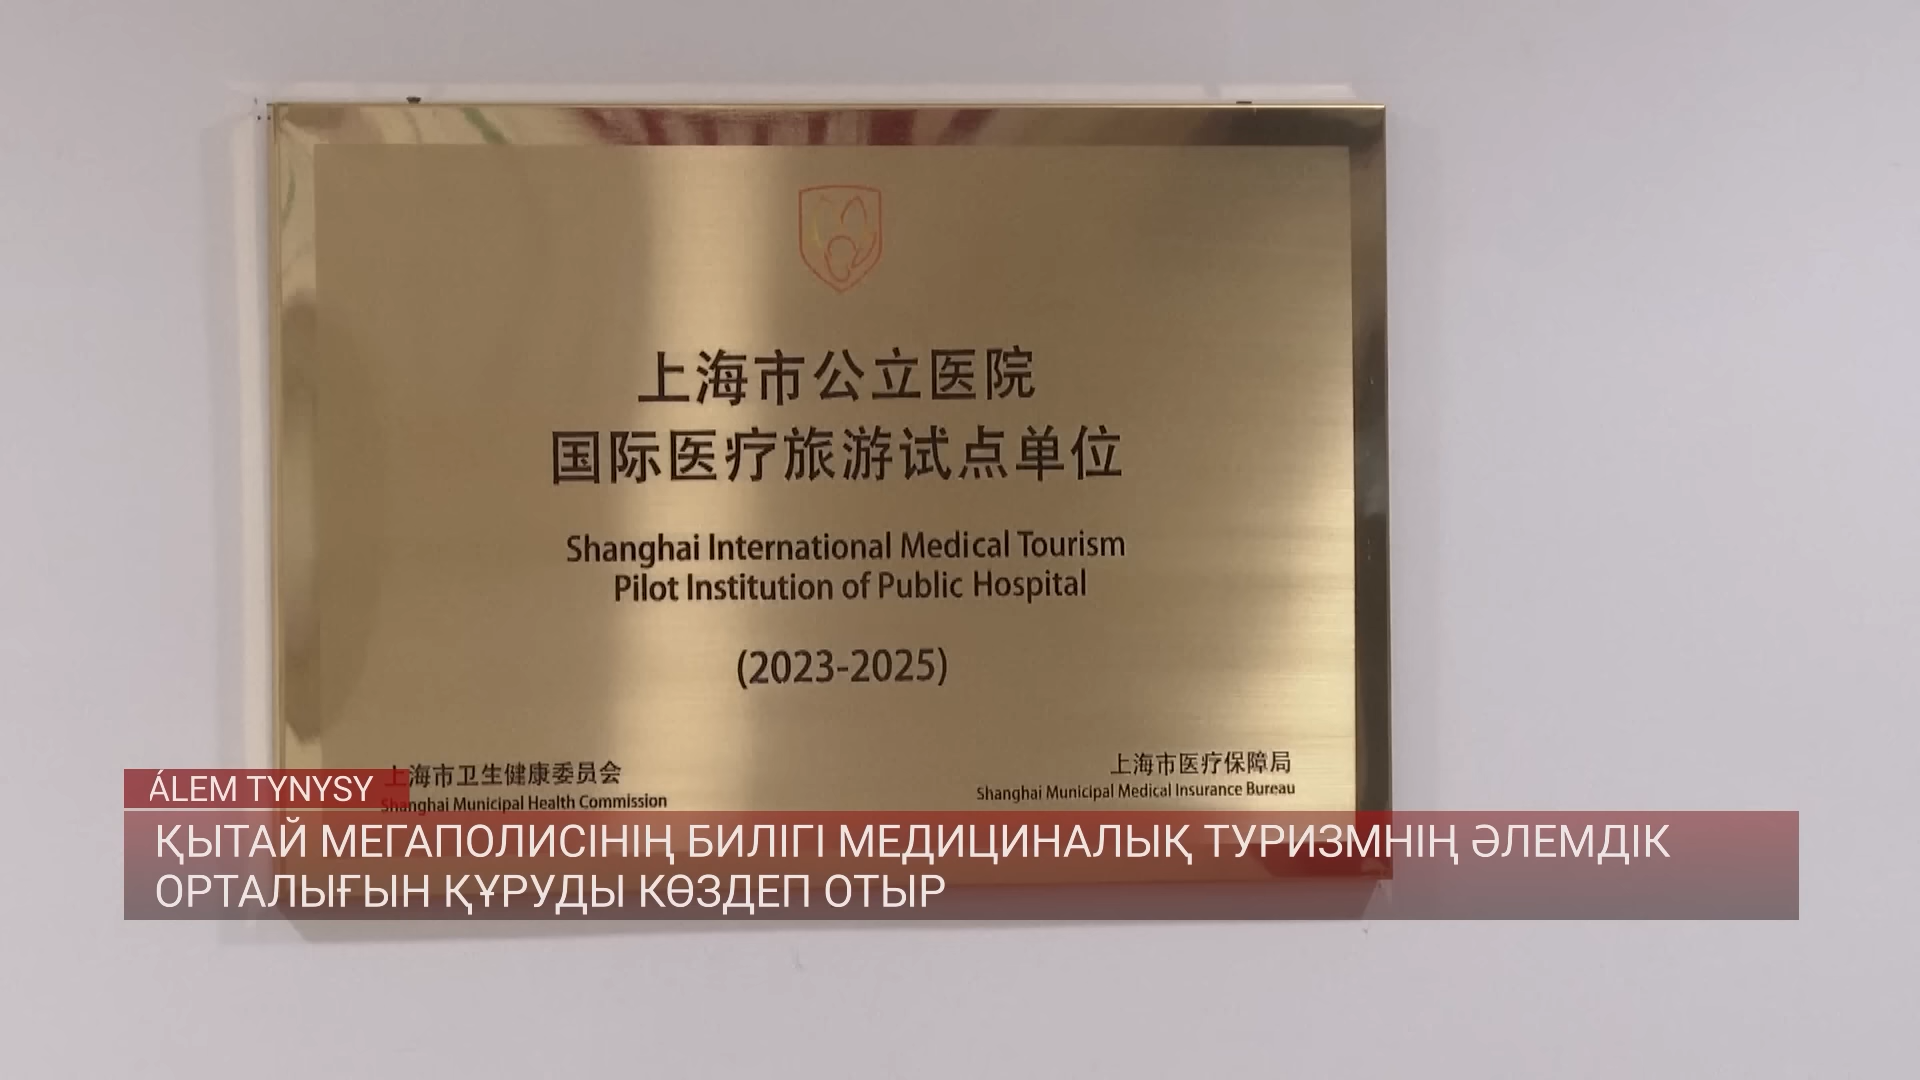 上海市公立医院
国际医疗旅游试点单位
Shanghai International Medical Tourism
Pilot Institution of Public Hospital
(2023-2025)
上海市卫生健康委员会
Shanghai Municipal Health Commission
上海市医疗保障局
Shanghai Municipal Medical Insurance Bureau
ÁLEM TYNYSY
ҚЫТАЙ МЕГАПОЛИСІНІҢ БИЛІГІ МЕДИЦИНАЛЫҚ ТУРИЗМНІҢ ӘЛЕМДІК
ОРТАЛЫҒЫН ҚҰРУДЫ КӨЗДЕП ОТЫР